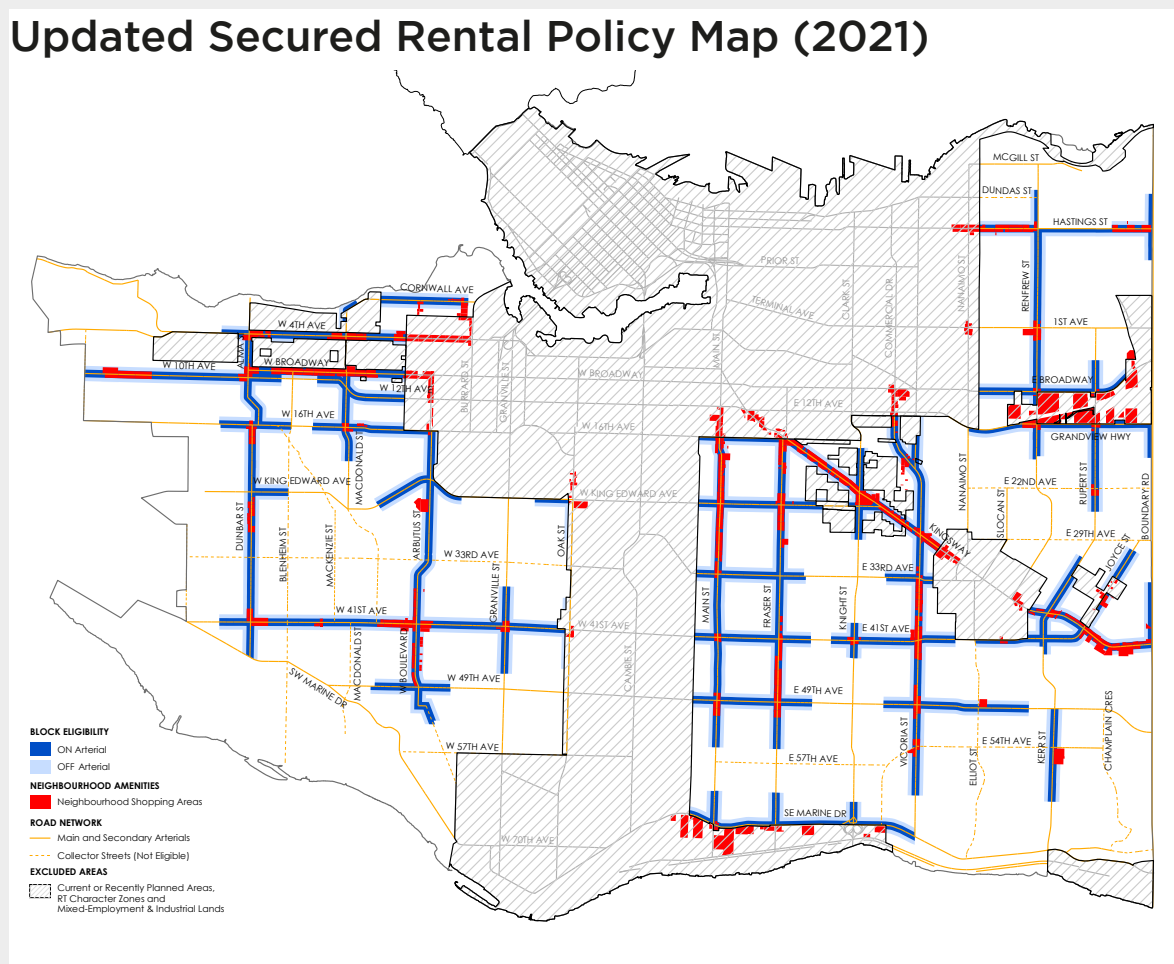 Updated Secured Rental Policy Map (2021)
MCGILL ST
DUNDAS ST
HASTINGS ST
PRIOR ST
NANAIMO ST
RENFREW ST
CLARK ST
COMMERCIAL DR
TERMINAL AVE
1ST AVE
CORNWALL AVE
W 4TH AVE
ALMA ST
MAIN ST
W BROADWAY
W 10TH AVE
W BROADWAY
E BROADWAY
BURRARD ST
GRANVILLE ST
W 12TH AVE
E 12TH AVE
W 16TH AVE
W 16TH AVE
GRANDVIEW HWY
MACDONALD ST
NANAIMO ST
SLOCAN ST
RUPERT ST
BOUNDARY RD
W KING EDWARD AVE
W KING EDWARD AVE
E 22ND AVE
DUNBAR ST
BLENHEIM ST
MACKENZIE ST
ARBUTUS ST
OAK ST
KINGSWAY
E 29TH AVE
JOYCE ST
W 33RD AVE
E 33RD AVE
GRANVILLE ST
MAIN ST
FRASER ST
KNIGHT ST
W 41ST AVE
W 41ST AVE
E 41ST AVE
MACDONALD ST
W BOULEVARD
CAMBIE ST
SW MARINE DR
W 49TH AVE
E 49TH AVE
VICTORIA ST
ELLIOT ST
KERR ST
CHAMPLAIN CRES
W 57TH AVE
E 54TH AVE
E 57TH AVE
SE MARINE DR
W 70TH AVE
BLOCK ELIGIBILITY
ON Arterial
OFF Arterial
NEIGHBOURHOOD AMENITIES
Neighbourhood Shopping Areas
ROAD NETWORK
Main and Secondary Arterials
Collector Streets (Not Eligible)
EXCLUDED AREAS
Current or Recently Planned Areas,
RT Character Zones and
Mixed-Employment & Industrial Lands